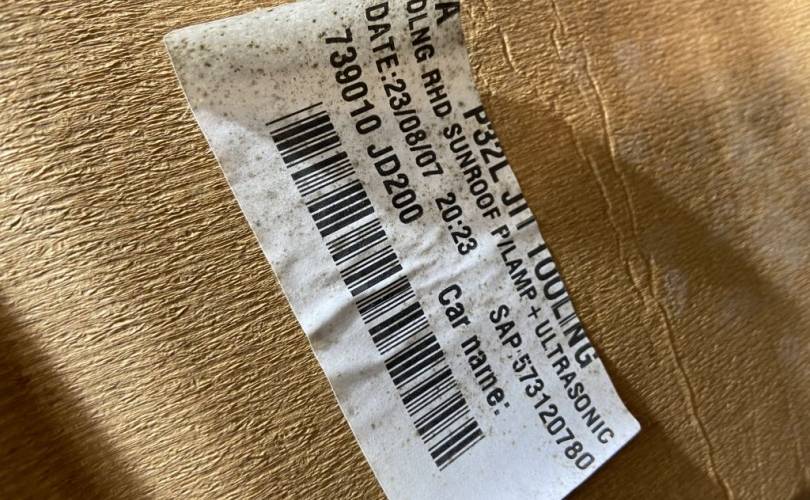 A
P32L JIT TOOLING
DLNG RHD SUNROOF P/LAMP + ULTRASONIC
DATE:23/08/07 20:23 SAP:573120780
739010 JD200 Car name: